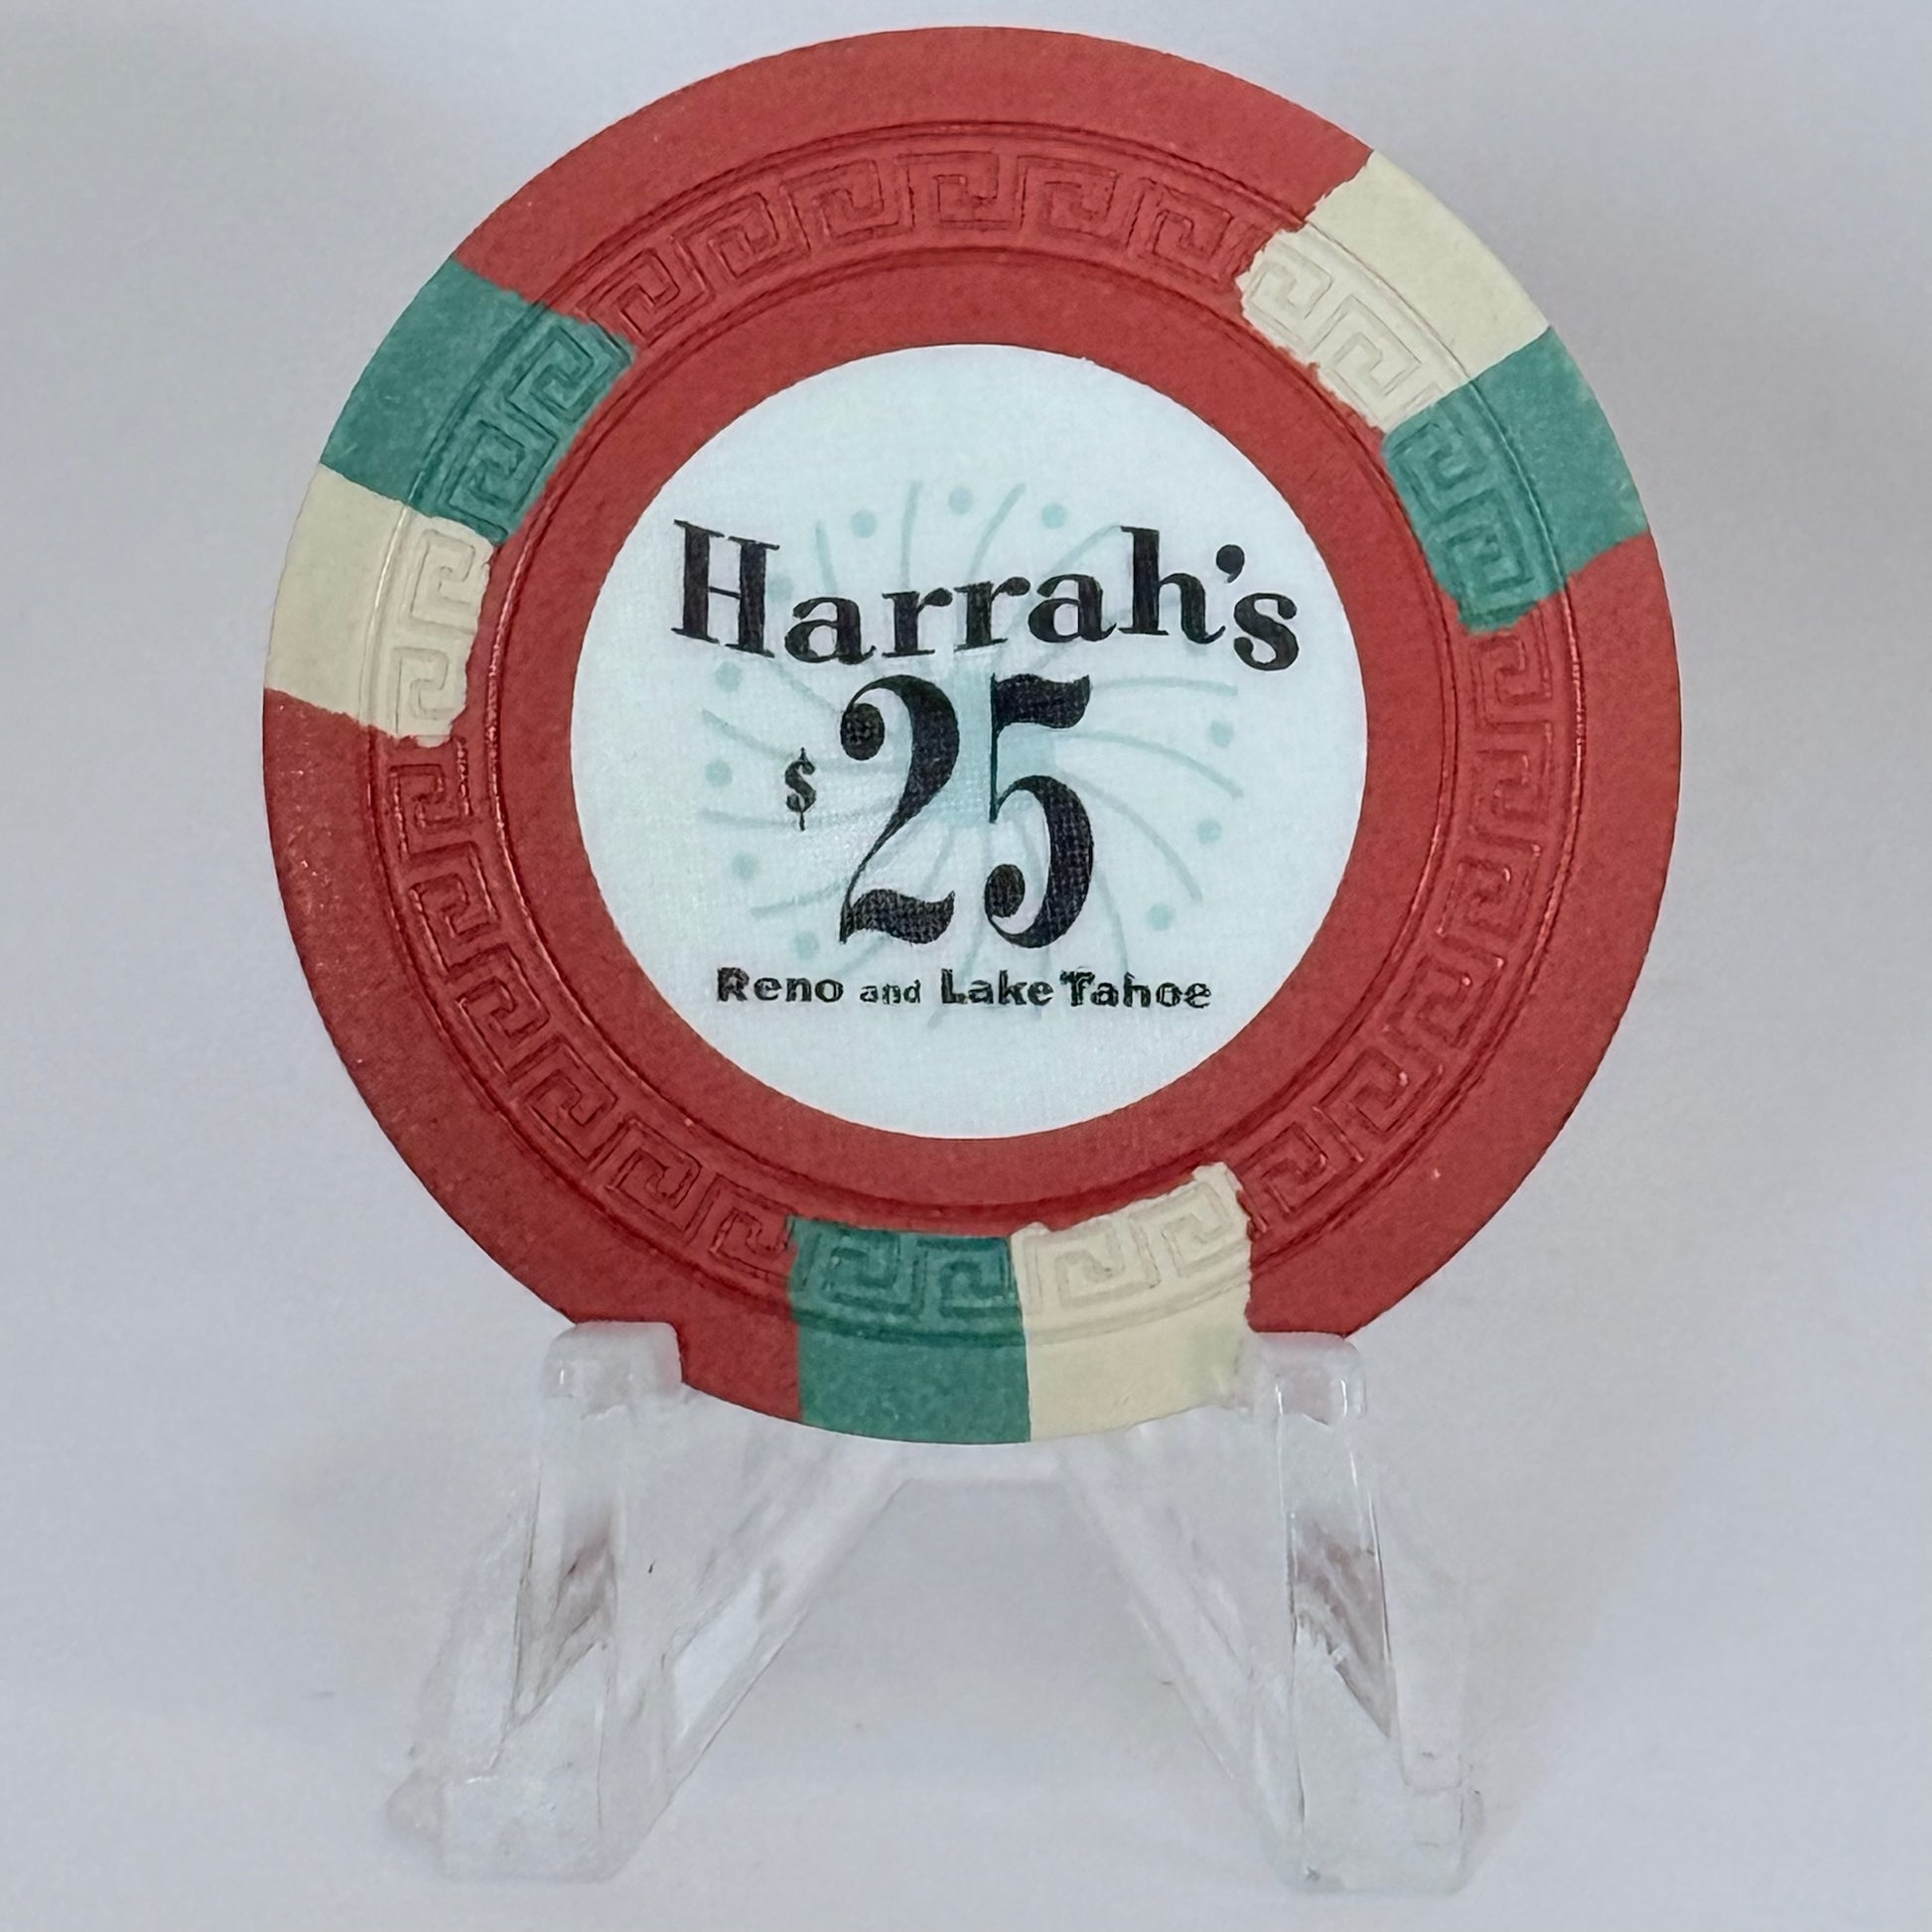 Harrah's
$25
Reno and Lake Tahoe